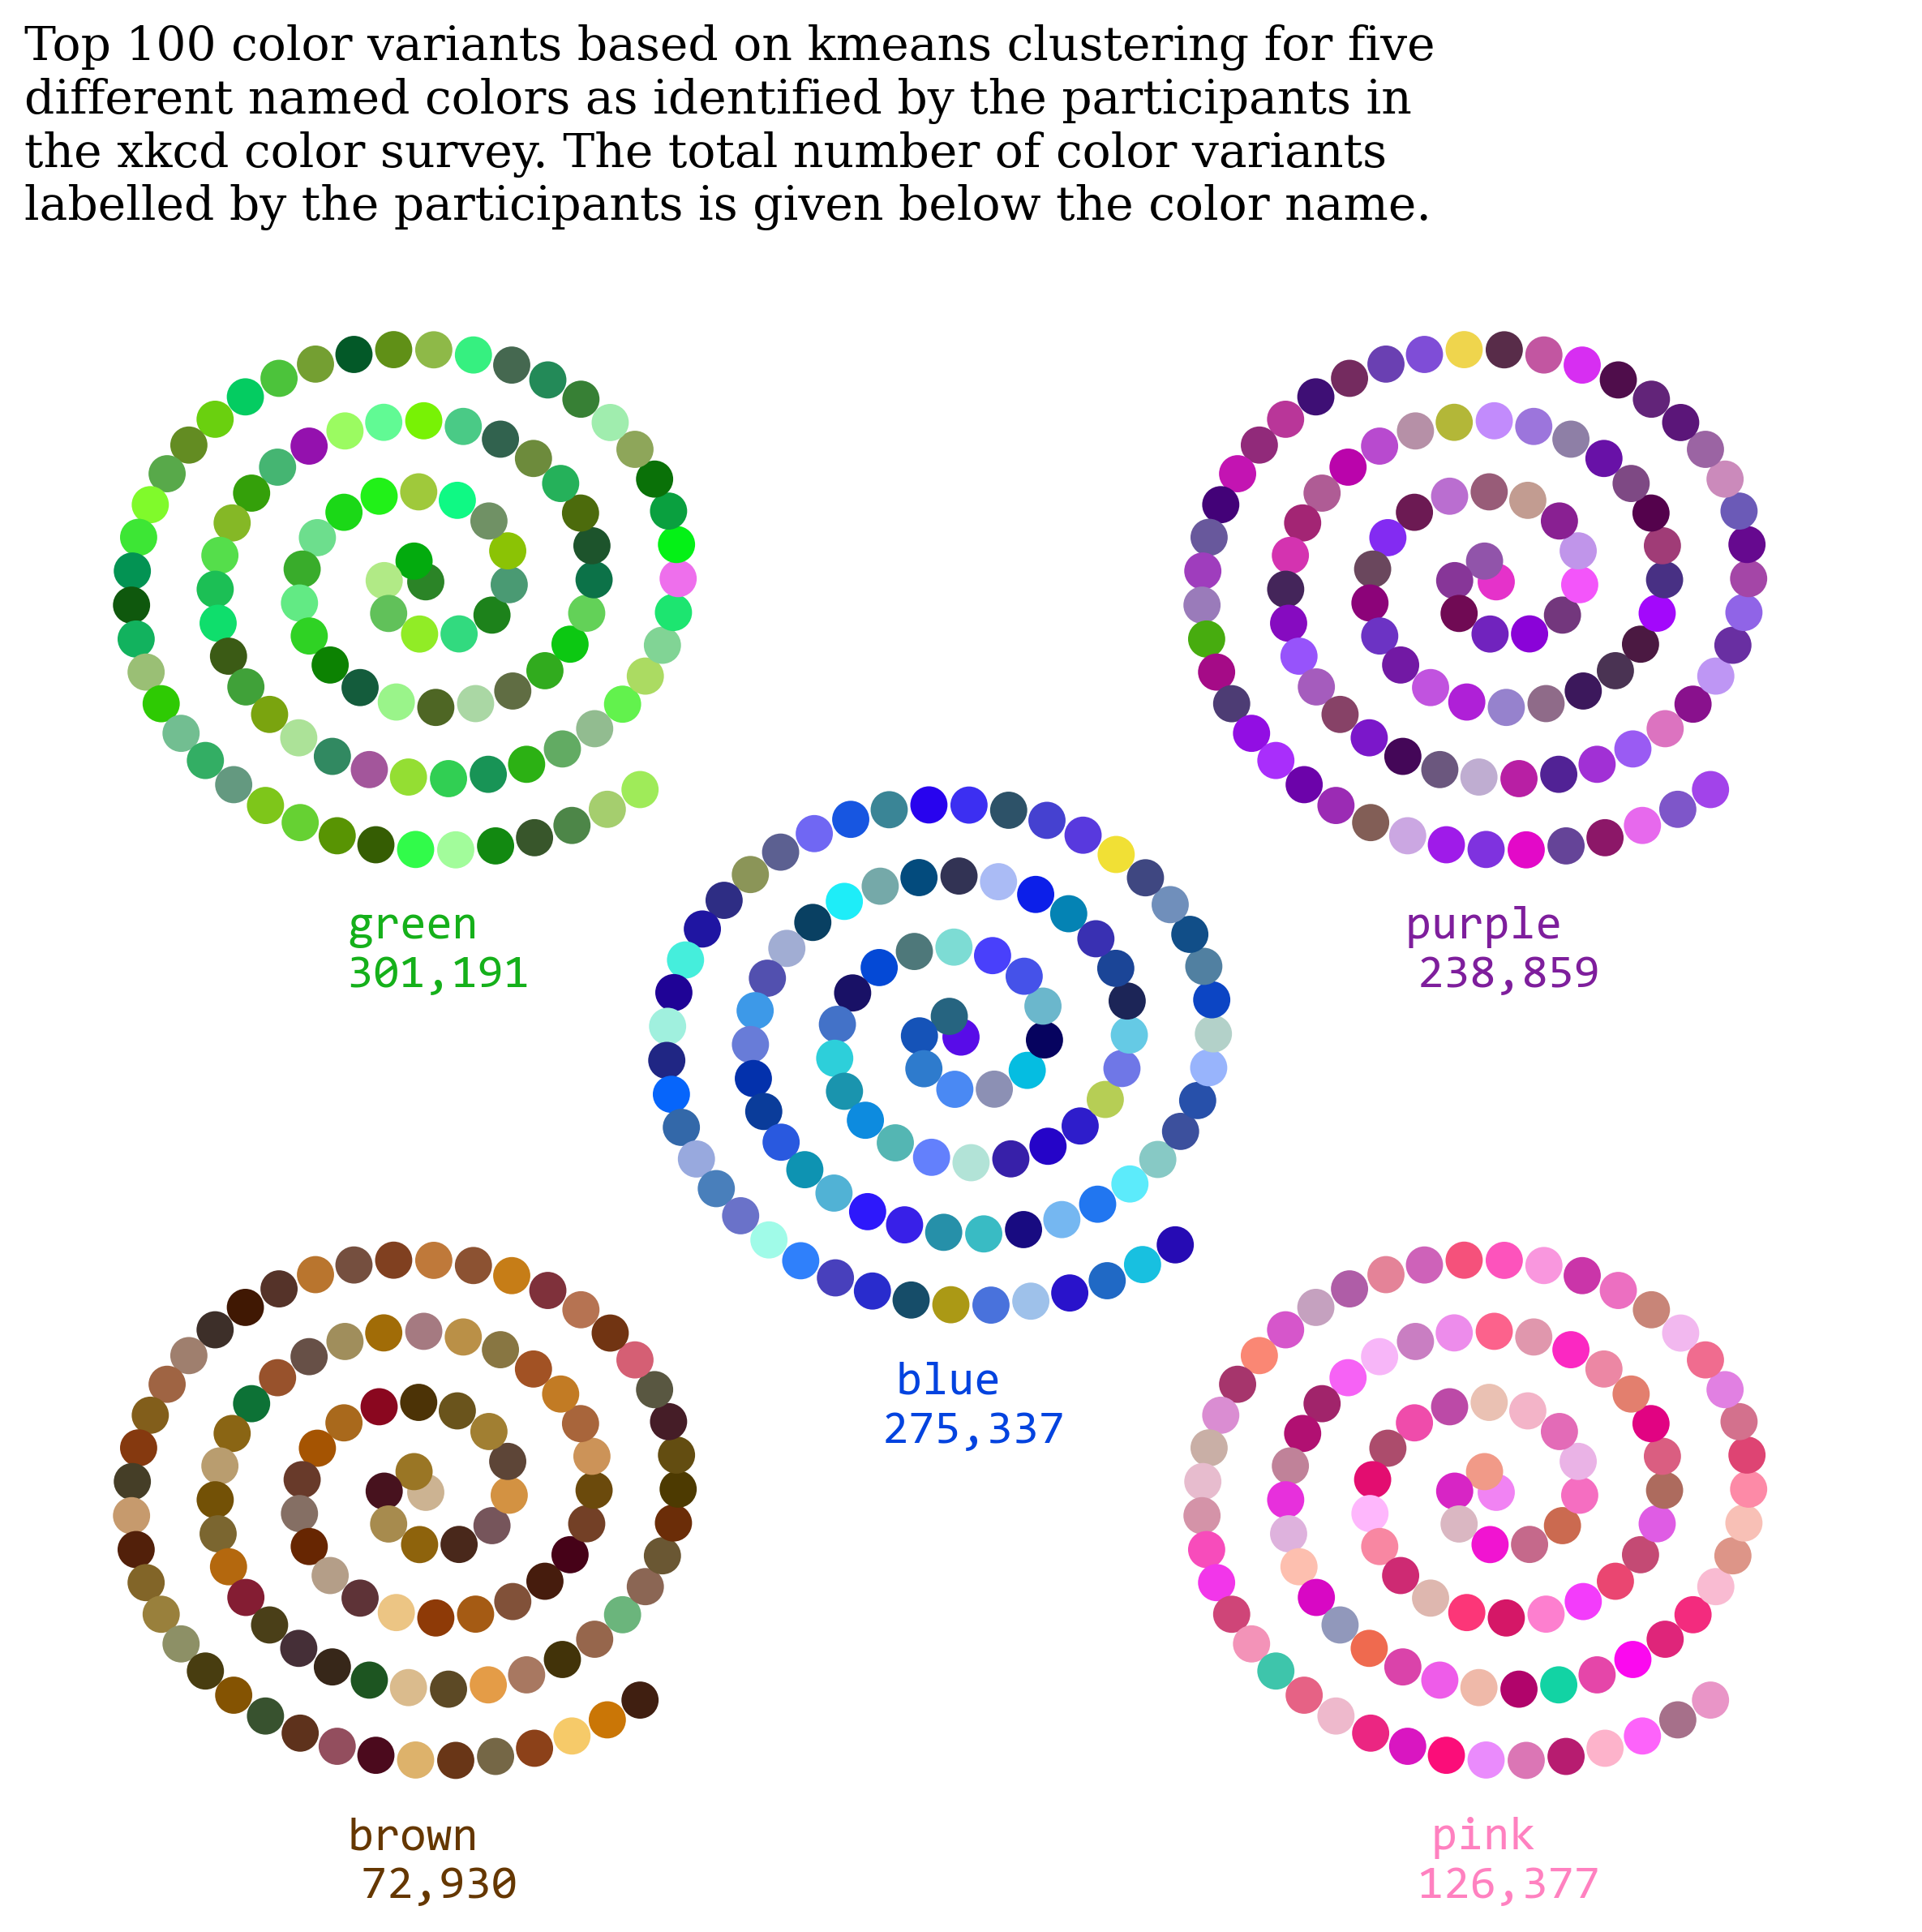 Top 100 color variants based on kmeans clustering for five
different named colors as identified by the participants in
the xkcd color survey. The total number of color variants
labelled by the participants is given below the color name.
green
301,191
purple
238,859
blue
275,337
brown
72,930
pink
126,377